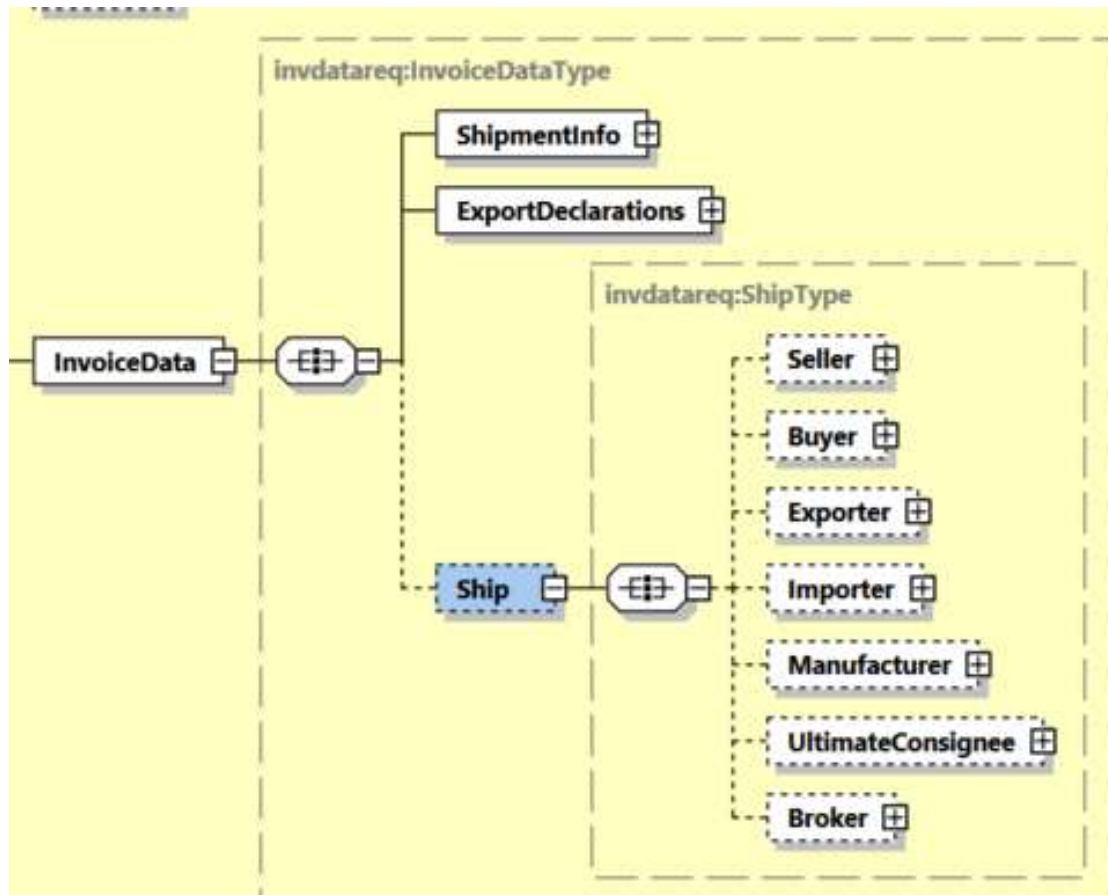 invdatareq:InvoiceDataType
ShipmentInfo
ExportDeclarations
invdatareq:ShipType
InvoiceData
Seller
Buyer
Exporter
Ship
Importer
Manufacturer
UltimateConsignee
Broker